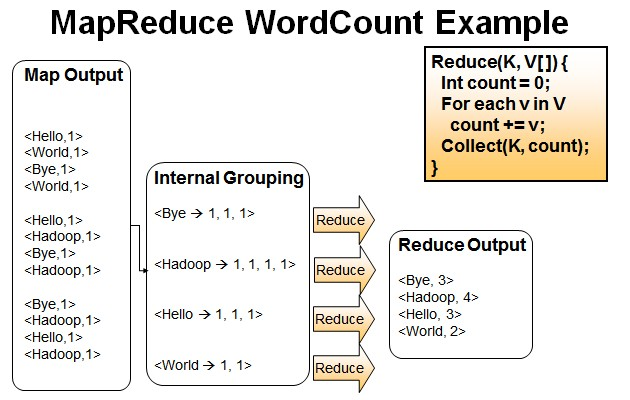 MapReduce WordCount Example
Map Output
<Hello,1>
<World,1>
<Bye,1>
<World,1>
<Hello,1>
<Hadoop,1>
<Bye,1>
<Hadoop,1>
<Bye,1>
<Hadoop,1>
<Hello,1>
<Hadoop,1>
Internal Grouping
<Bye → 1, 1, 1>
<Hadoop → 1, 1, 1, 1>
<Hello → 1, 1, 1>
<World → 1, 1>
Reduce
Reduce
Reduce
Reduce
Reduce(K, V[]) {
Int count = 0;
For each v in V
count += v;
Collect(K, count);
}
Reduce Output
<Bye, 3>
<Hadoop, 4>
<Hello, 3>
<World, 2>